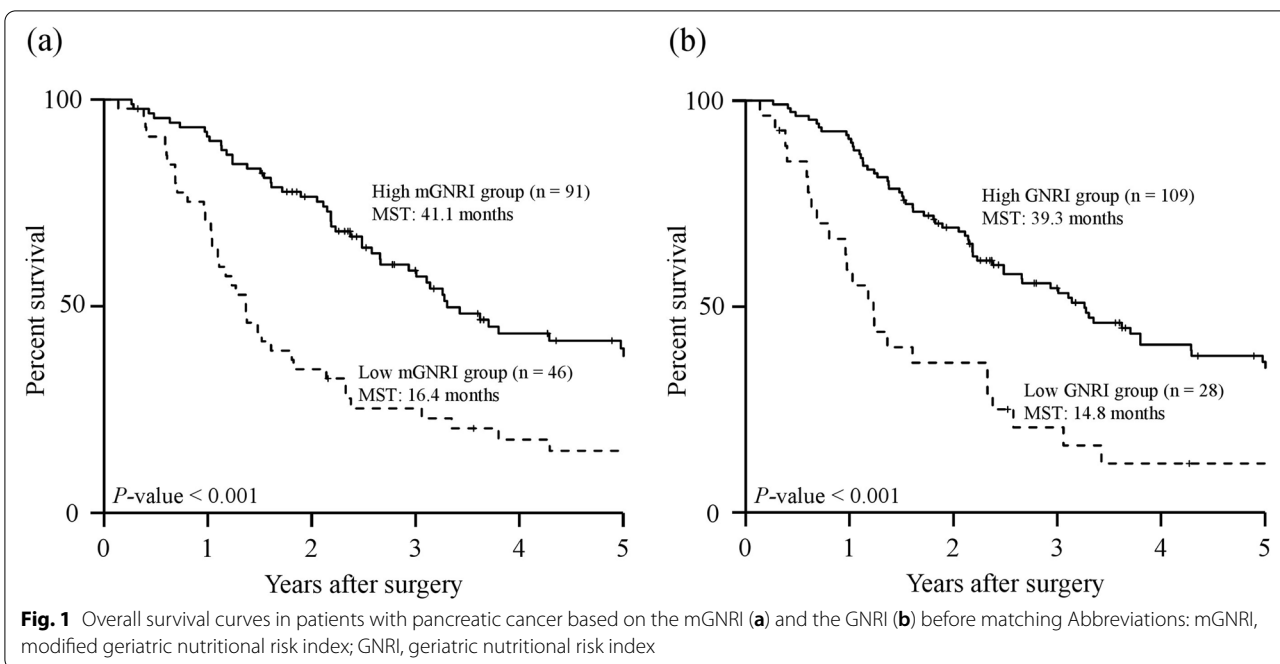 (a)
100
50
0
Percent survival
High mGNRI group (n = 91)
MST: 41.1 months
Low mGNRI group (n = 46)
MST: 16.4 months
P-value < 0.001
0 1 2 3 4 5
Years after surgery
(b)
100
50
0
Percent survival
High GNRI group (n = 109)
MST: 39.3 months
Low GNRI group (n = 28)
MST: 14.8 months
P-value < 0.001
0 1 2 3 4 5
Years after surgery
Fig. 1 Overall survival curves in patients with pancreatic cancer based on the mGNRI (a) and the GNRI (b) before matching Abbreviations: mGNRI,
modified geriatric nutritional risk index; GNRI, geriatric nutritional risk index